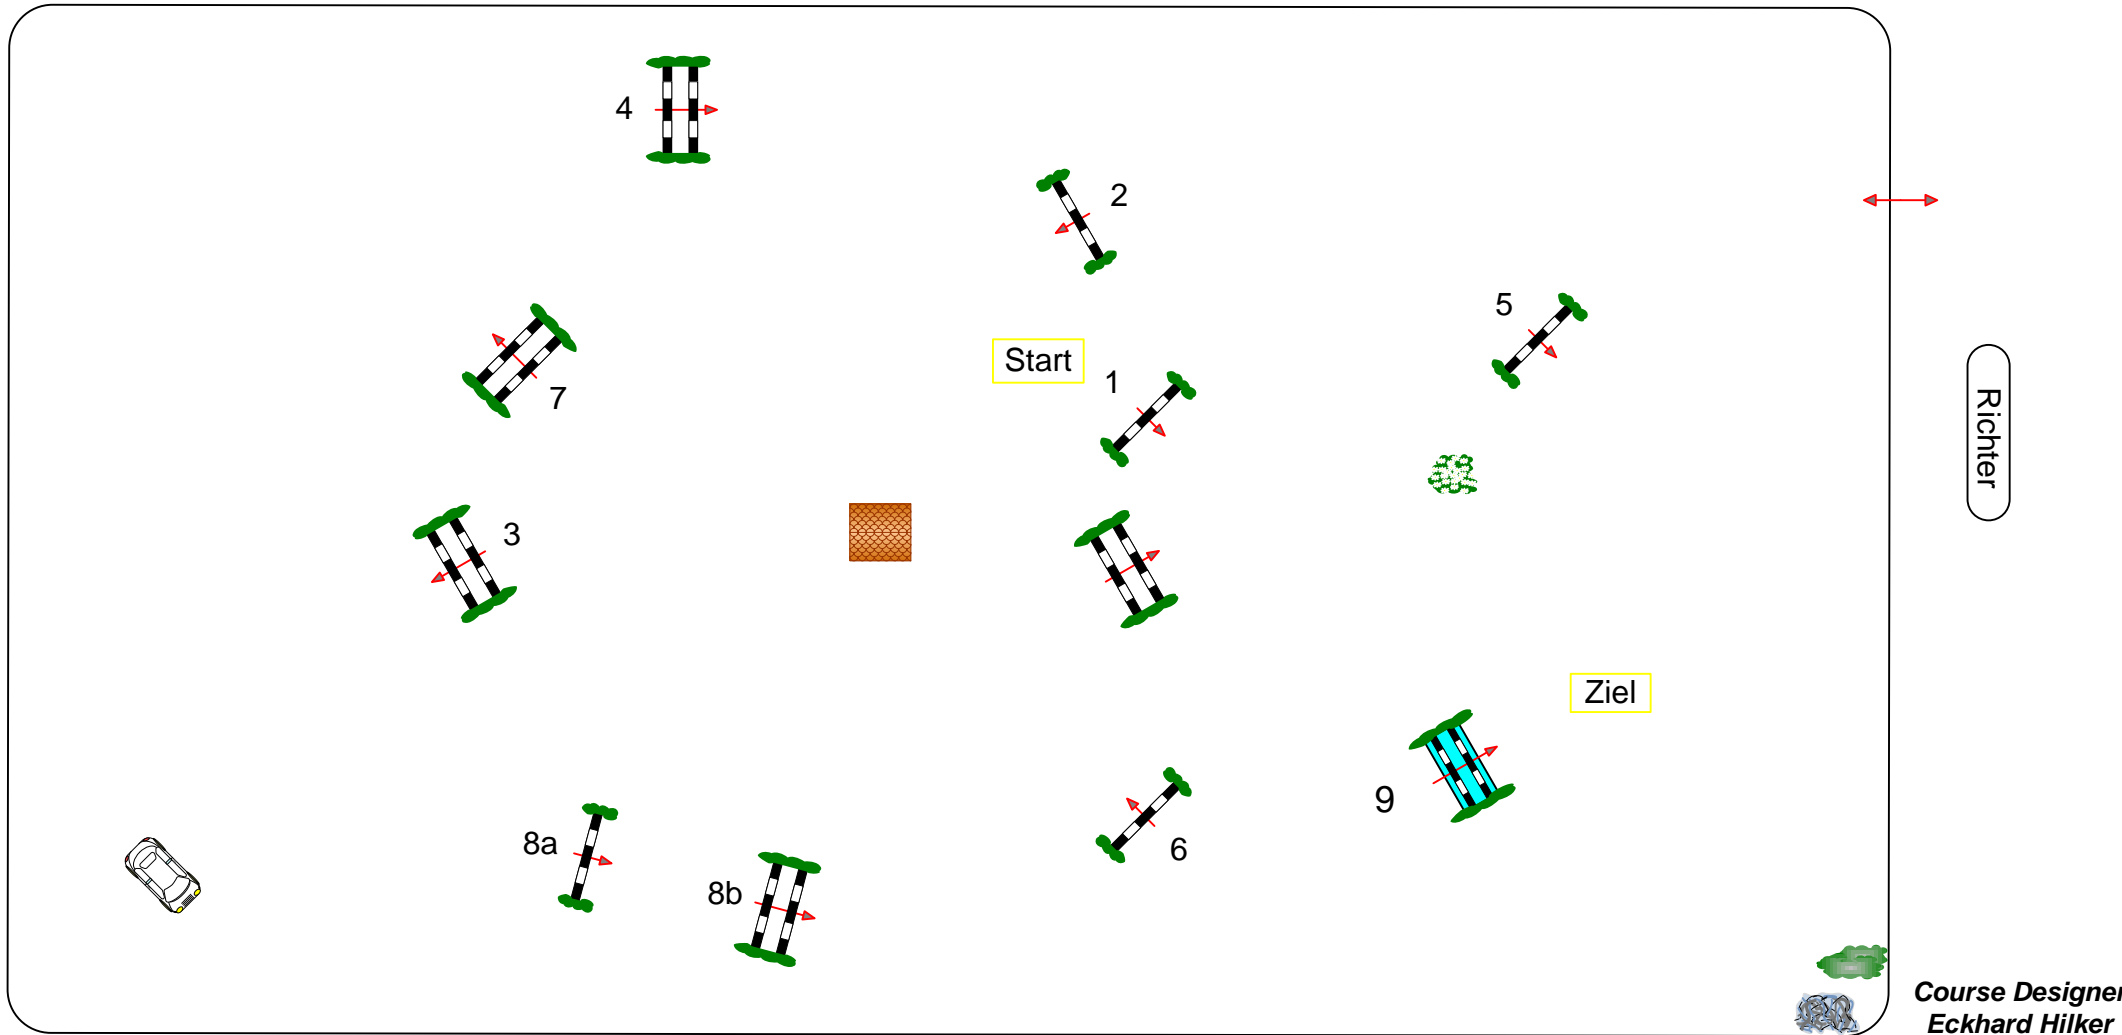 4
2
5
Start
1
7
Richter
3
Ziel
9
8a
6
8b
Course Designer
Eckhard Hilker